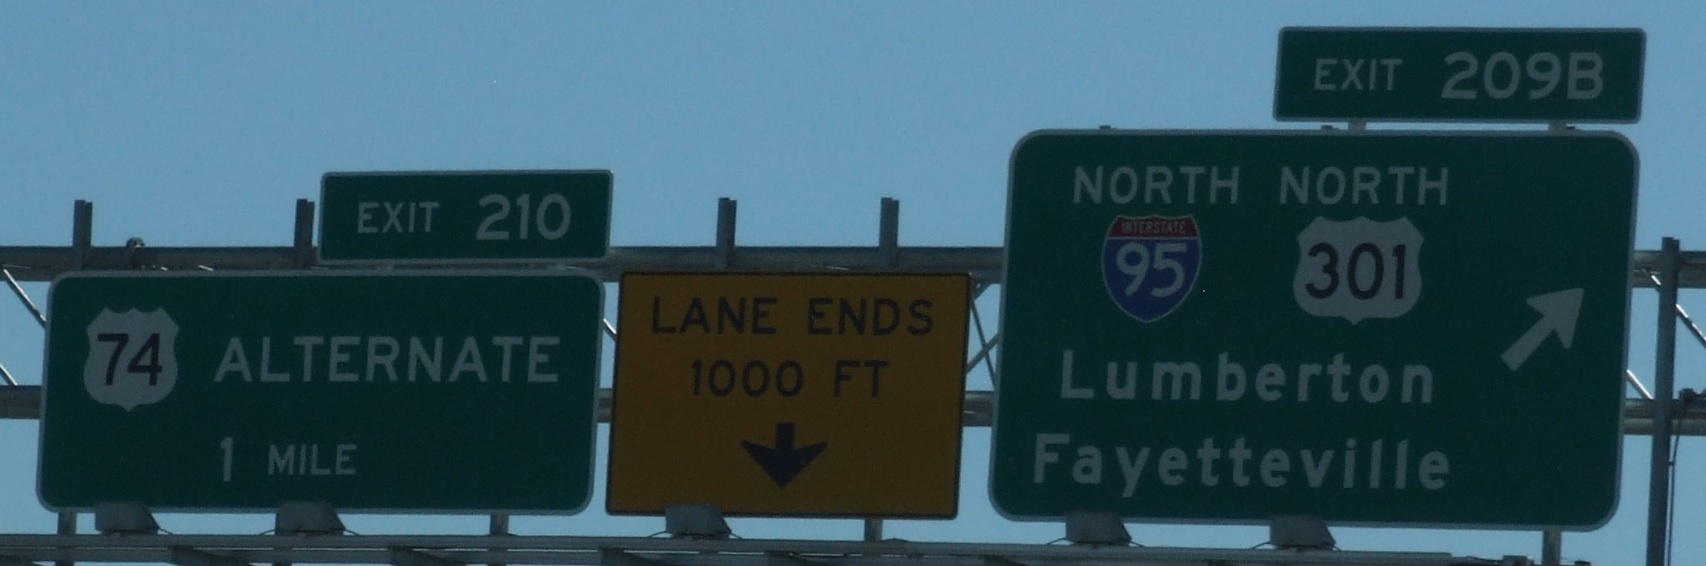 EXIT 210
74 ALTERNATE
1 MILE
LANE ENDS
1000 FT
EXIT 209B
NORTH NORTH
INTERSTATE
95 301
Lumberton
Fayetteville